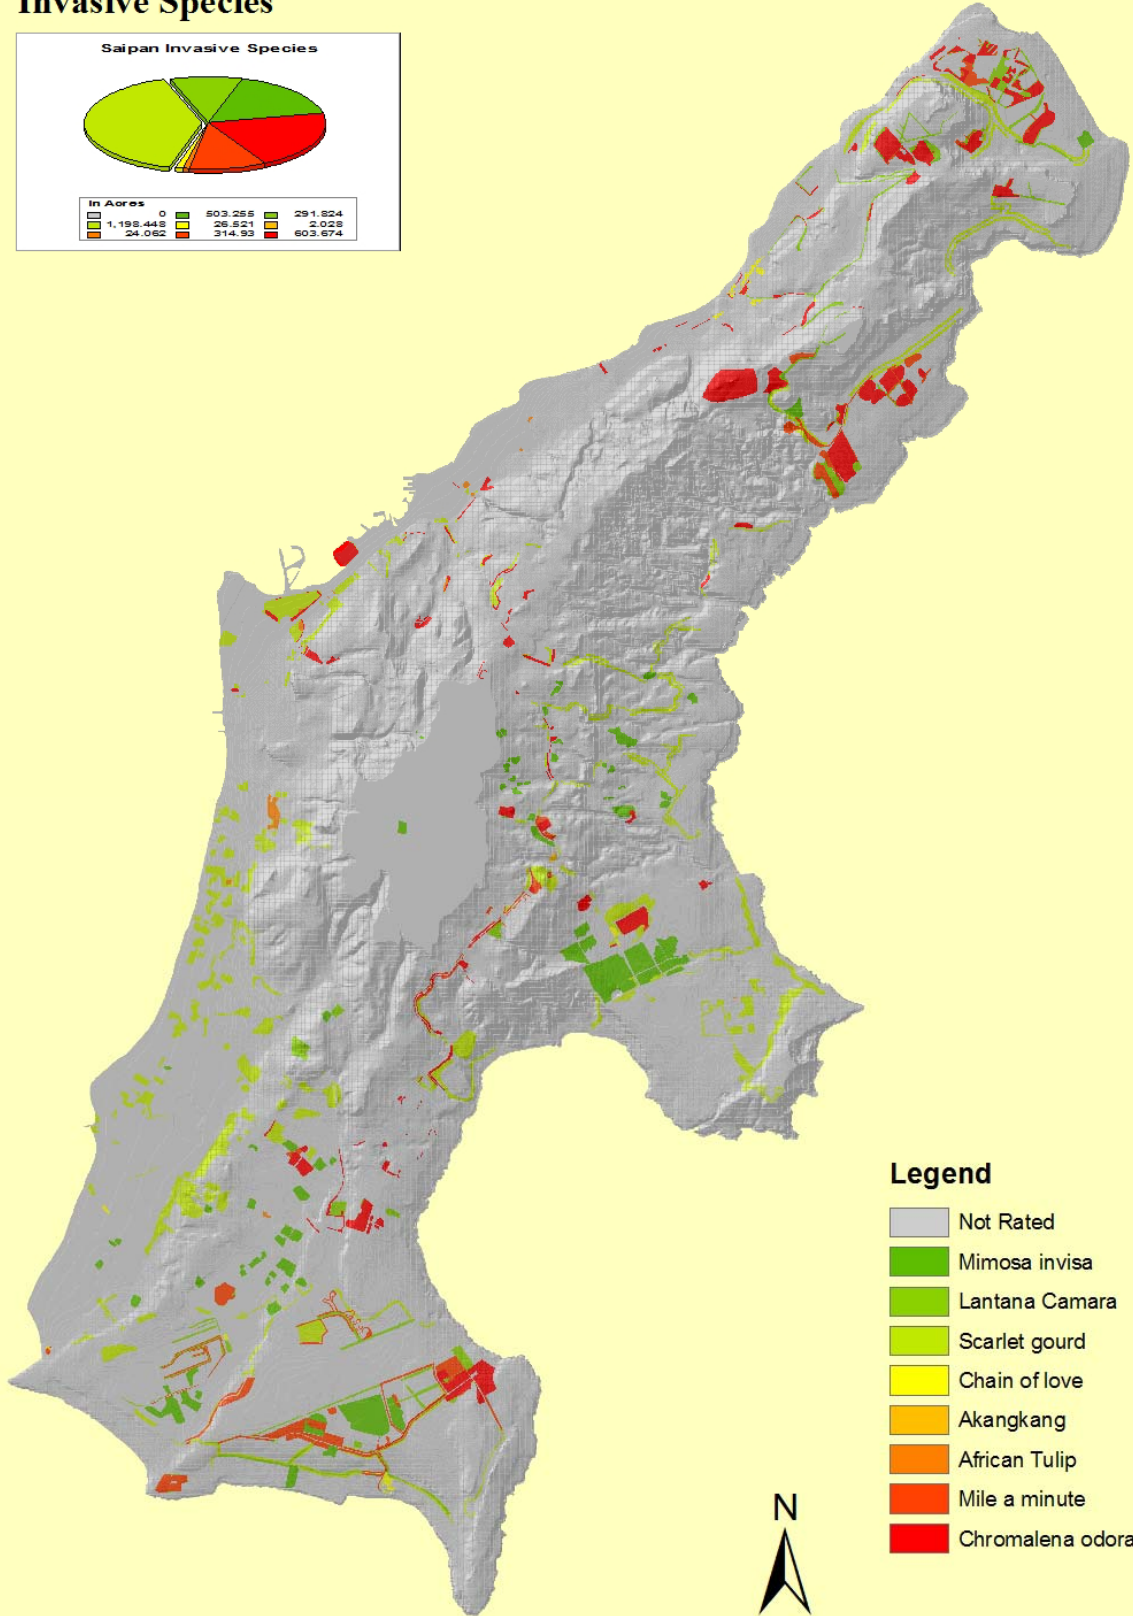 Invasive Species
Saipan Invasive Species
In Acres
0 503.255 291.824
1,198.448 26.521 2.028
24.062 314.93 603.674
Legend
Not Rated
Mimosa invisa
Lantana Camara
Scarlet gourd
Chain of love
Akangkang
African Tulip
Mile a minute
Chromalena odora
N